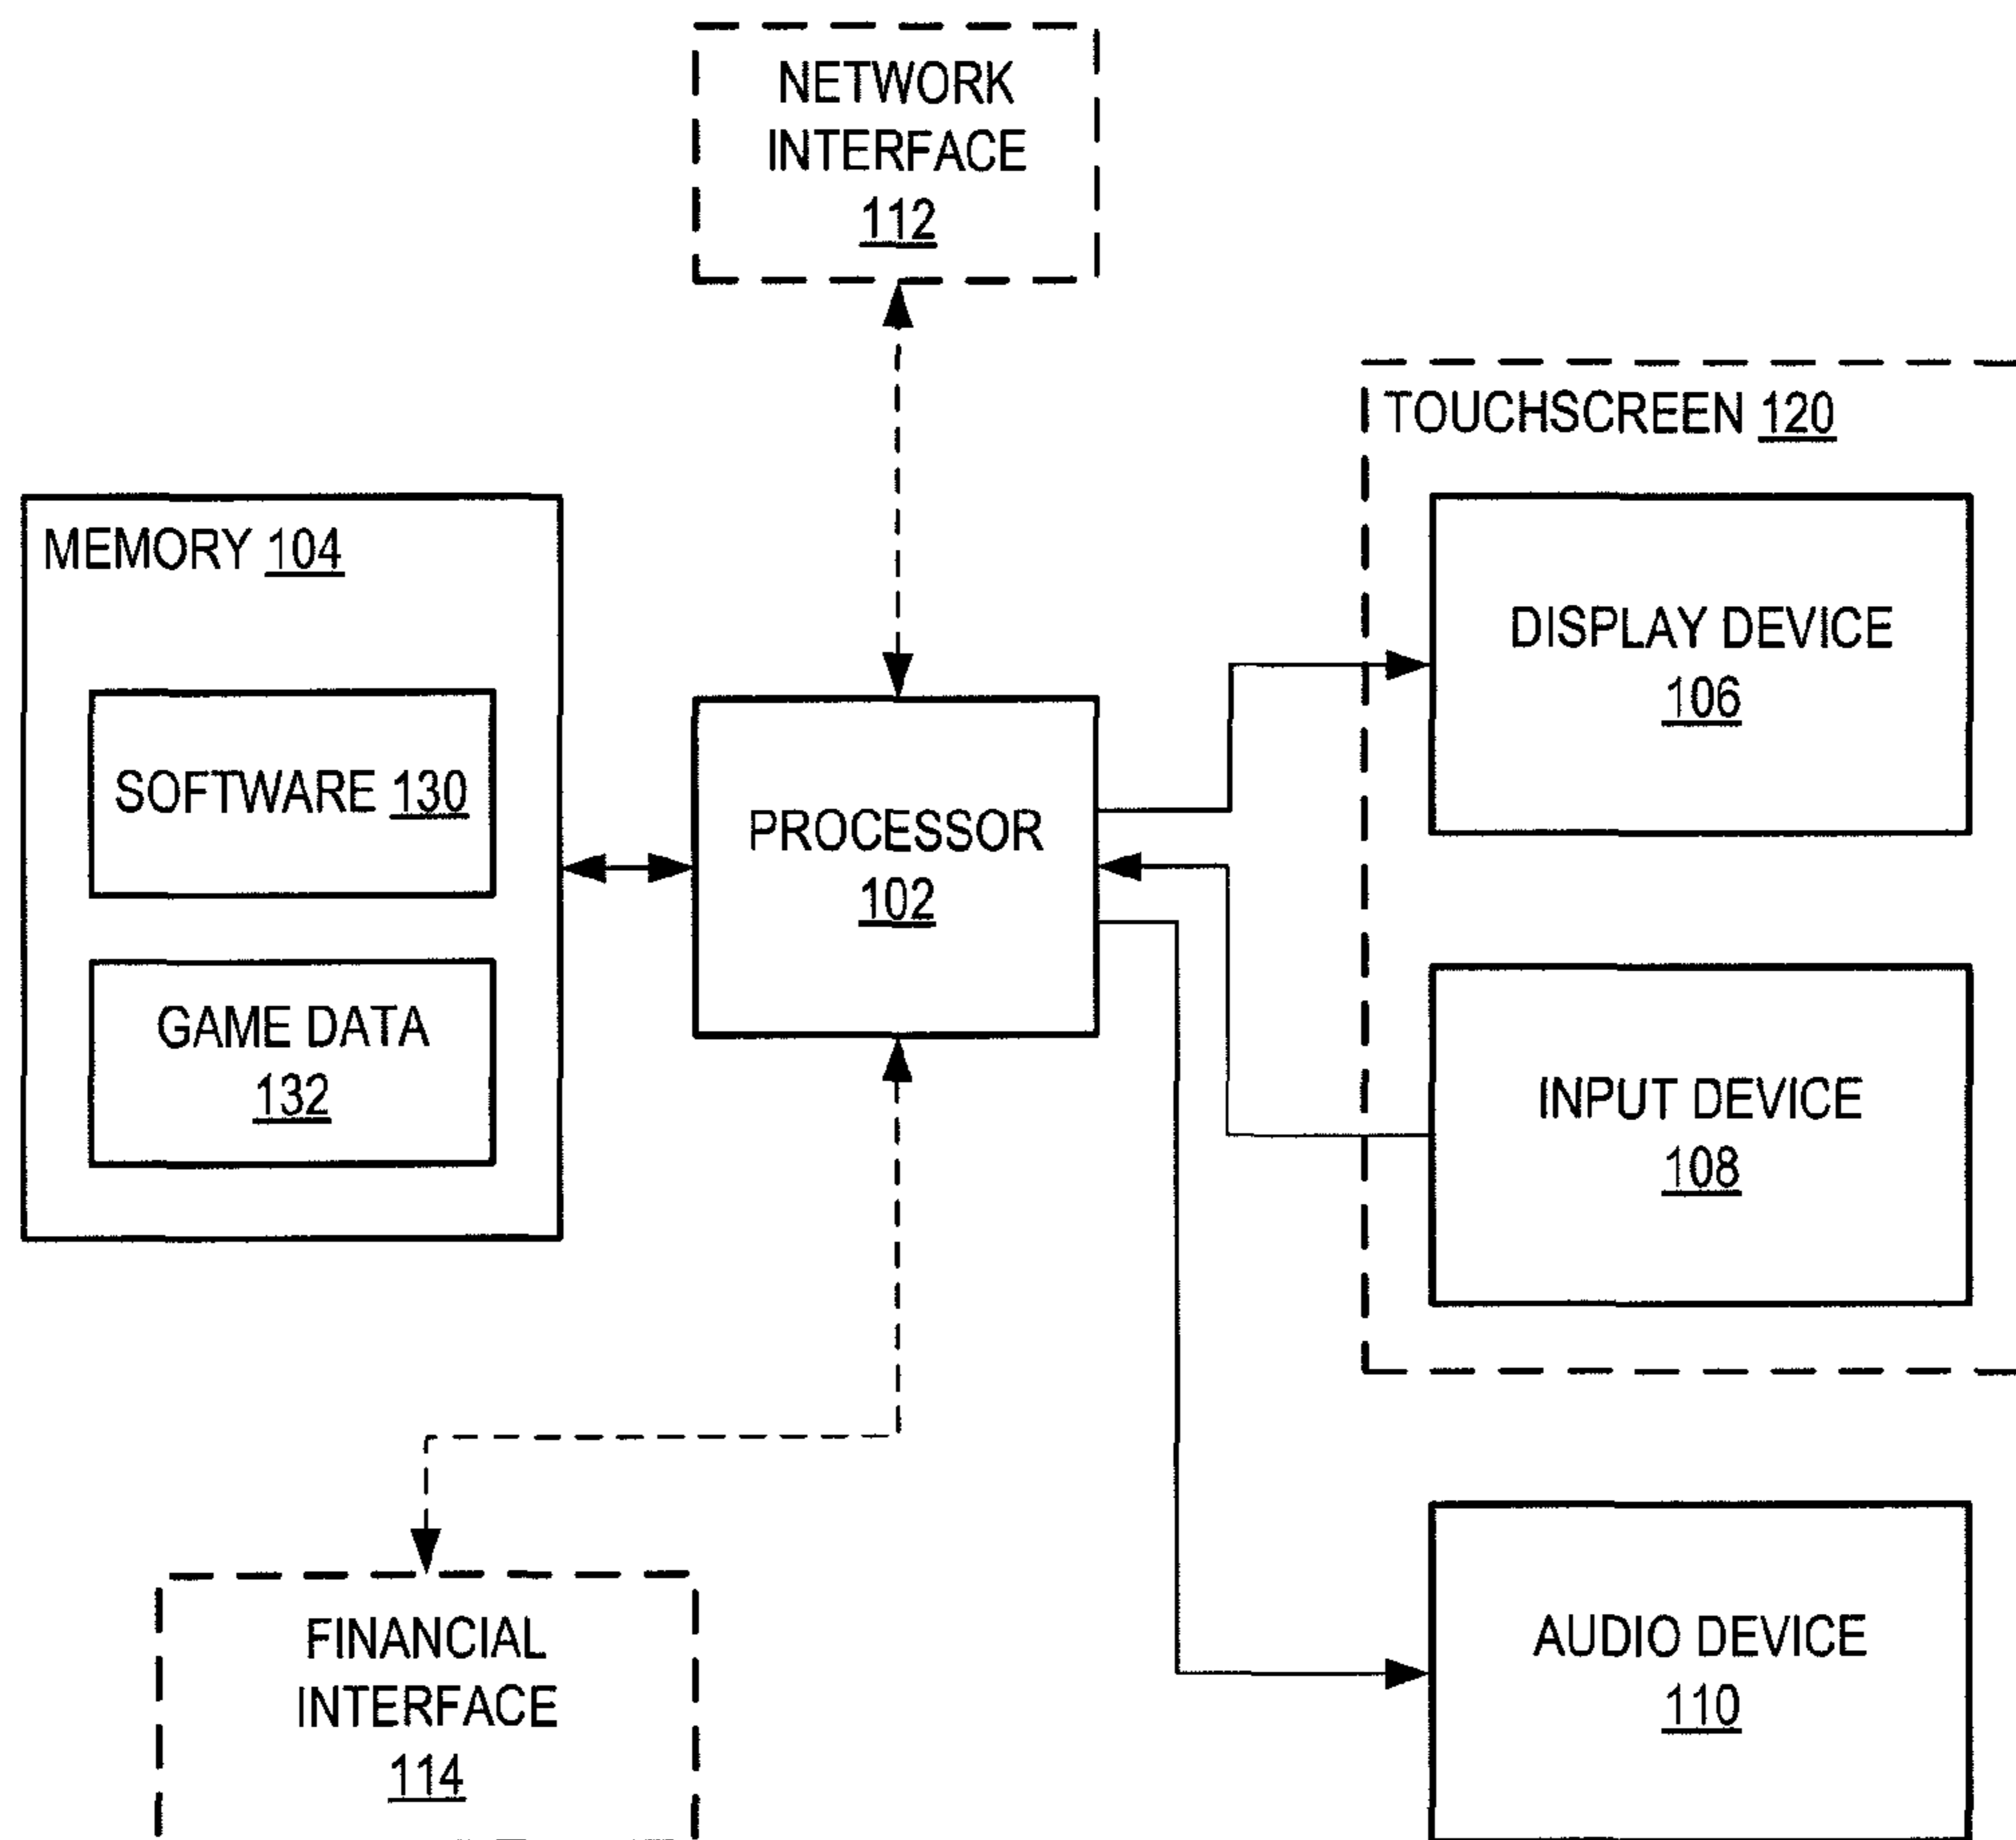 NETWORK
INTERFACE
112
TOUCHSCREEN 120
MEMORY 104
DISPLAY DEVICE
106
SOFTWARE 130
PROCESSOR
102
GAME DATA
132
INPUT DEVICE
108
FINANCIAL
INTERFACE
114
AUDIO DEVICE
110